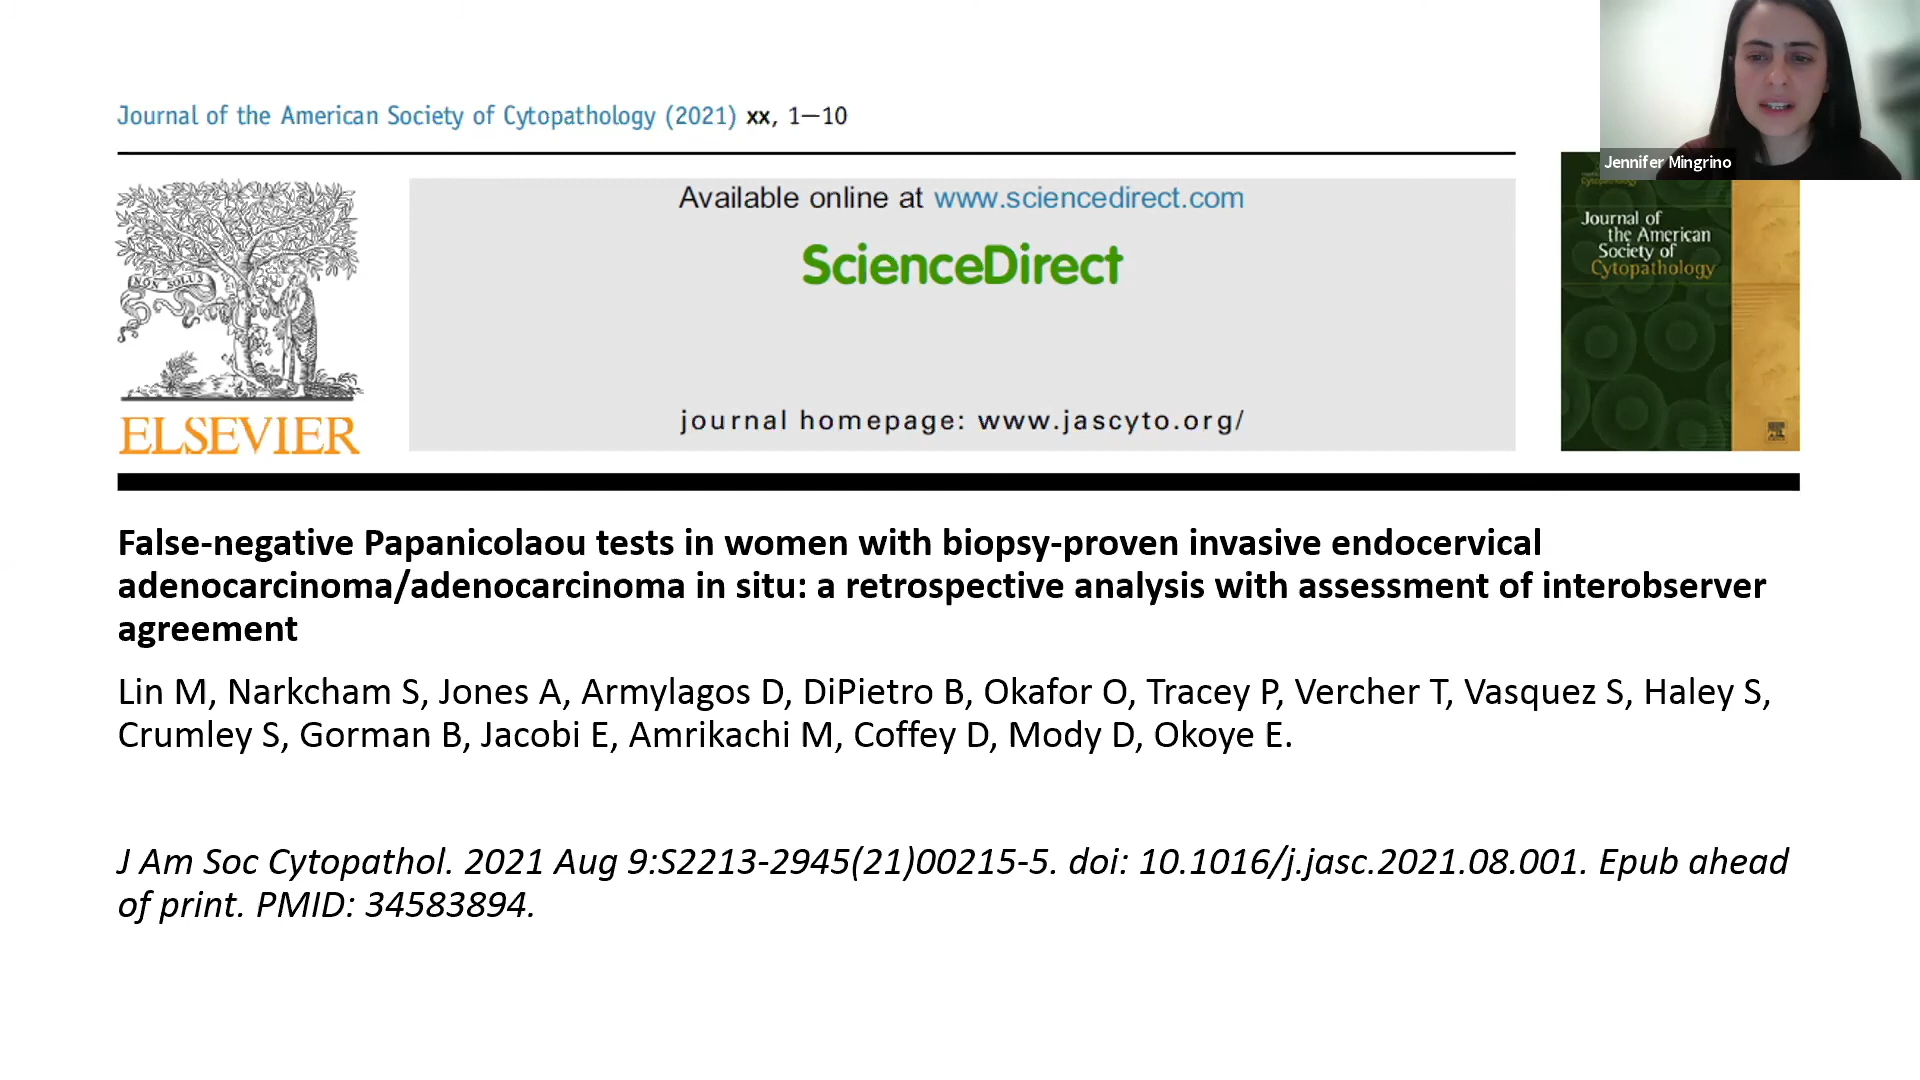 Jennifer Mingrino
Journal of the American Society of Cytopathology (2021) xx, 1—10
Available online at www.sciencedirect.com
ScienceDirect
journal homepage: www.jascyto.org/
NON SOLUS
ELSEVIER
Cytopathology
Journal of
the American
Society of
Cytopathology
False-negative Papanicolaou tests in women with biopsy-proven invasive endocervical
adenocarcinoma/adenocarcinoma in situ: a retrospective analysis with assessment of interobserver
agreement
Lin M, Narkcham S, Jones A, Armylagos D, DiPietro B, Okafor O, Tracey P, Vercher T, Vasquez S, Haley S,
Crumley S, Gorman B, Jacobi E, Amrikachi M, Coffey D, Mody D, Okoye E.
J Am Soc Cytopathol. 2021 Aug 9:S2213-2945(21)00215-5. doi: 10.1016/j.jasc.2021.08.001. Epub ahead
of print. PMID: 34583894.